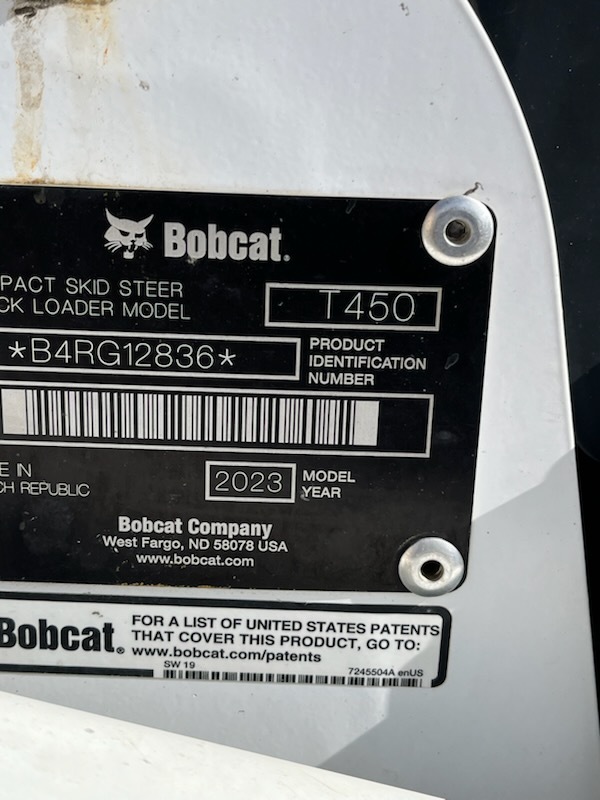 Bobcat.
PACT SKID STEER
CK LOADER MODEL
T450
*B4RG12836*
PRODUCT
IDENTIFICATION
NUMBER
E IN
CH REPUBLIC
2023
MODEL
YEAR
Bobcat Company
West Fargo, ND 58078 USA
www.bobcat.com
Bobcat.
FOR A LIST OF UNITED STATES PATENTS
THAT COVER THIS PRODUCT, GO TO:
www.bobcat.com/patents
SW 19
7245504A enUS